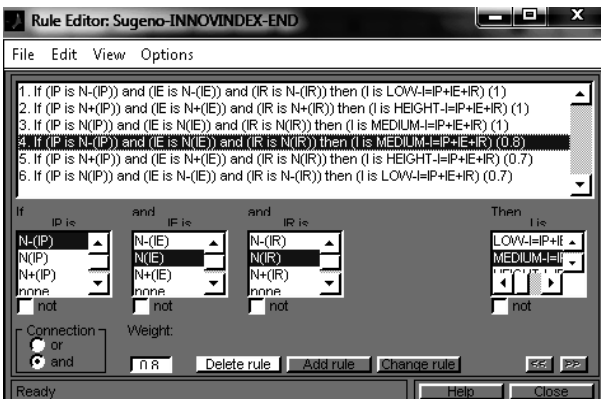 Rule Editor: Sugeno-INNOVINDEX-END
File Edit View Options
1. If (IP is N-(IP)) and (IE is N-(IE)) and (IR is N-(IR)) then (I is LOW-I=IP+IE+IR) (1)
2. If (IP is N+(IP)) and (IE is N+(IE)) and (IR is N+(IR)) then (I is HEIGHT-I=IP+IE+IR) (1)
3. If (IP is N(IP)) and (IE is N(IE)) and (IR is N(IR)) then (I is MEDIUM-I=IP+IE+IR) (1)
4. If (IP is N-(IP)) and (IE is N(IE)) and (IR is N(IR)) then (I is MEDIUM-I=IP+IE+IR) (0.8)
5. If (IP is N+(IP)) and (IE is N+(IE)) and (IR is N(IR)) then (I is HEIGHT-I=IP+IE+IR) (0.7)
6. If (IP is N(IP)) and (IE is N-(IE)) and (IR is N-(IR)) then (I is LOW-I=IP+IE+IR) (0.7)
If and and Then
IP is IE is IR is I is
N-(IP) N-(IE) N-(IR) LOW-I=IP+IE
N(IP) N(IE) N(IR) MEDIUM-I=IP
N+(IP) N+(IE) N+(IR)
none none none
not not not not
Connection Weight:
or
and 0.8 Delete rule Add rule Change rule << >>
Ready Help Close